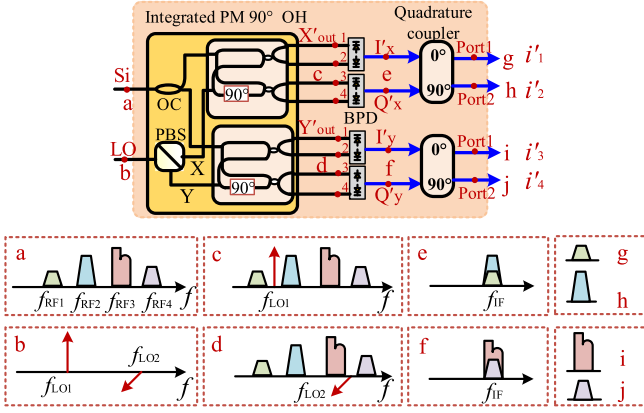 Integrated PM 90° OH
Quadrature
coupler
X'out
1
2
3
4
I'x
Q'x
c
e
0°
90°
Port1
Port2
g
i'1
h
i'2
Si
a
OC
90°
PBS
LO
b
X
Y
BPD
Y'out
1
2
3
4
I'y
Q'y
d
f
90°
0°
90°
Port1
Port2
i
i'3
j
i'4
a
fRF1 fRF2 fRF3 fRF4 f
c
fLO1 f
e
fIF
g
h
b
fLO1
fLO2
f
d
fLO2 f
f
fIF
i
j